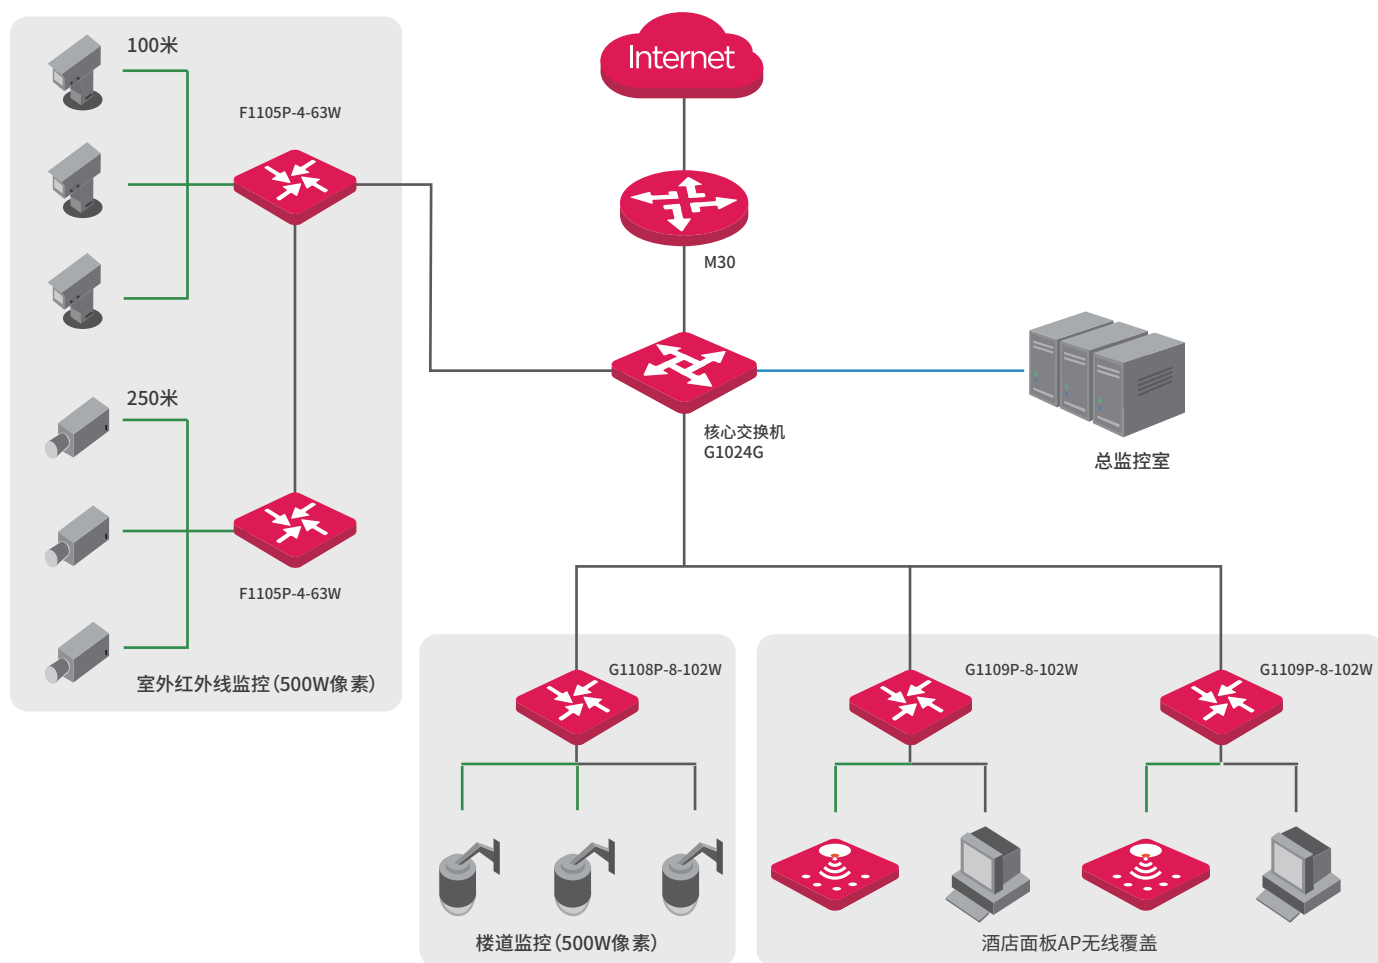 100米
F1105P-4-63W
Internet
M30
250米
核心交换机
G1024G
总监控室
F1105P-4-63W
室外红外线监控(500W像素)
G1108P-8-102W
G1109P-8-102W
G1109P-8-102W
楼道监控(500W像素)
酒店面板AP无线覆盖